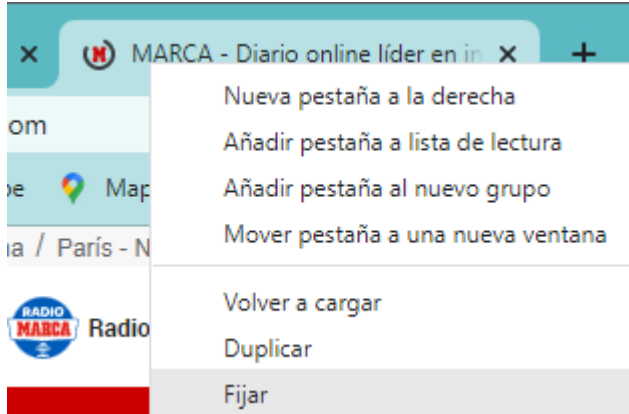 MARCA - Diario online líder en in
Nueva pestaña a la derecha
om
Añadir pestaña a lista de lectura
pe Map
Añadir pestaña al nuevo grupo
Mover pestaña a una nueva ventana
na / París - N
Volver a cargar
RADIO
MARCA
Radio
Duplicar
Fijar